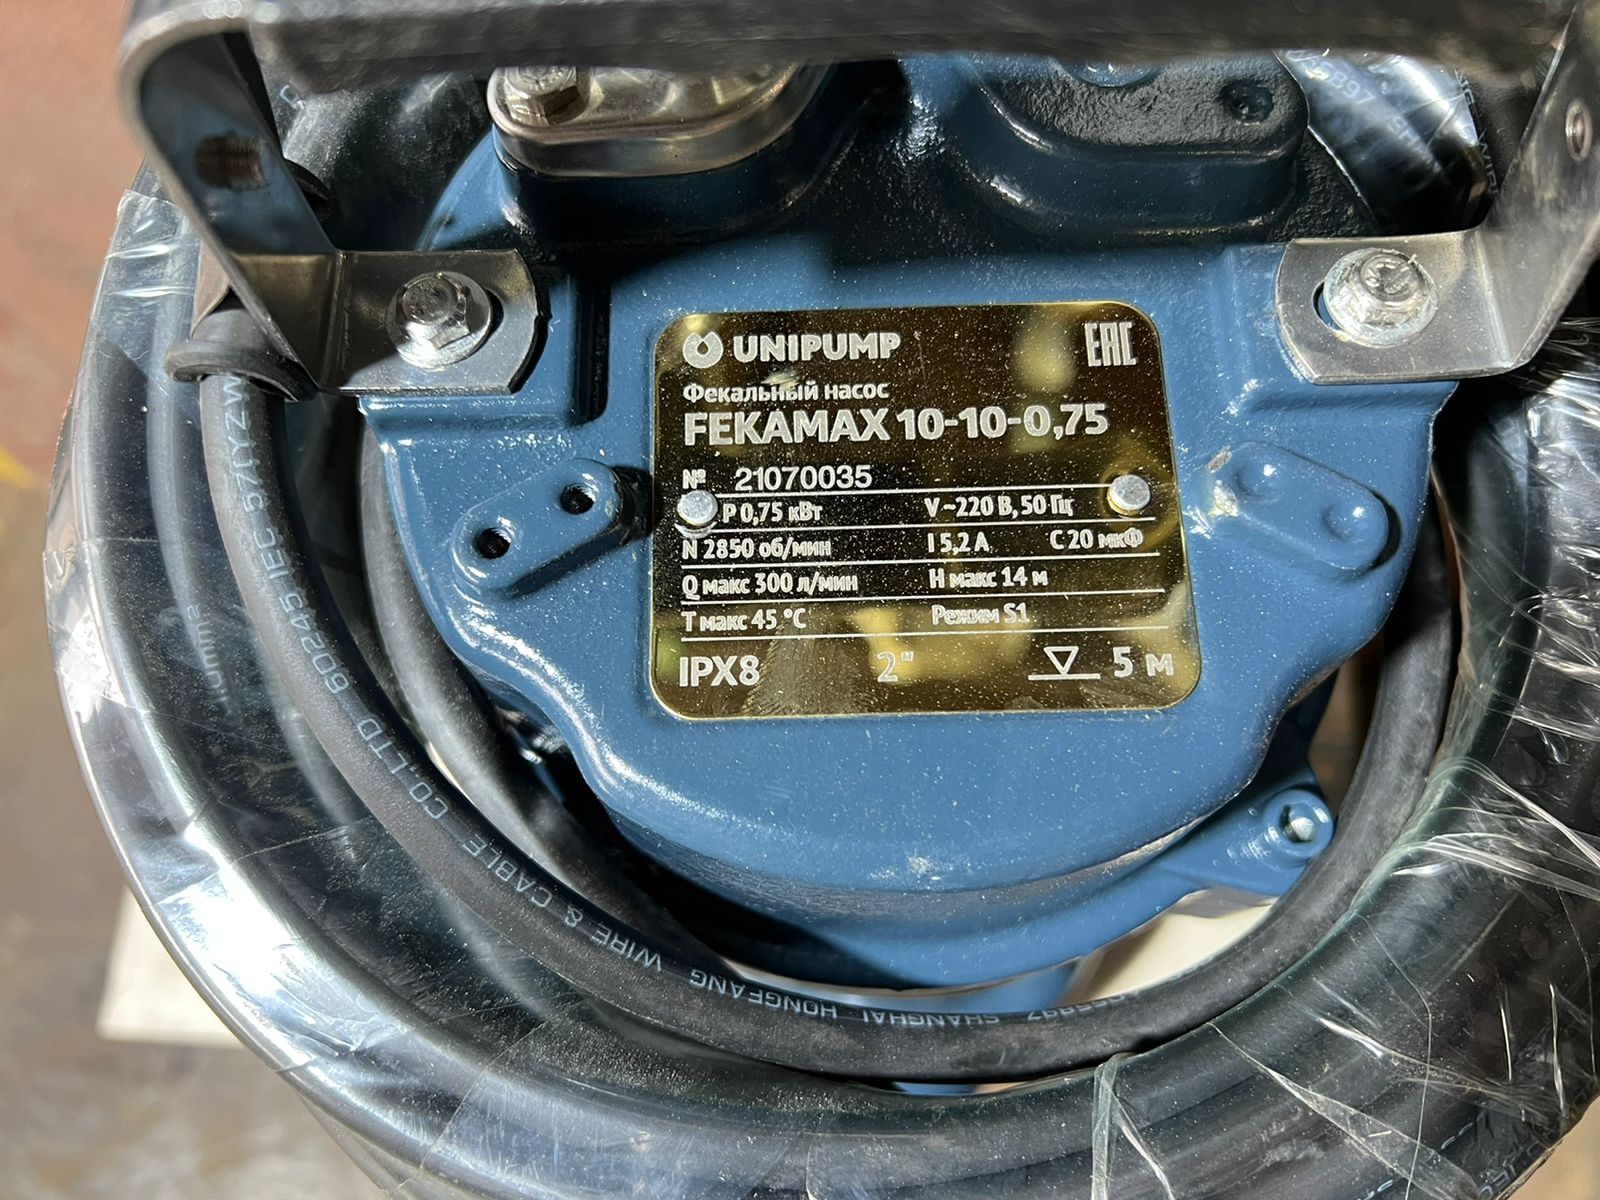 UNIPUMP
EAC
Фекальный насос
FEKAMAX 10-10-0,75
№ 21070035
P 0,75 кВт V~220 В, 50 Гц
N 2850 об/мин I 5,2 A C 20 мкФ
Q макс 300 л/мин H макс 14 м
T макс 45 °C Режим S1
IPX8 2" 5 м
SHANGHAI HONGFANG WIRE & CABLE CO.,LTD 60245 IEC 57(YZW